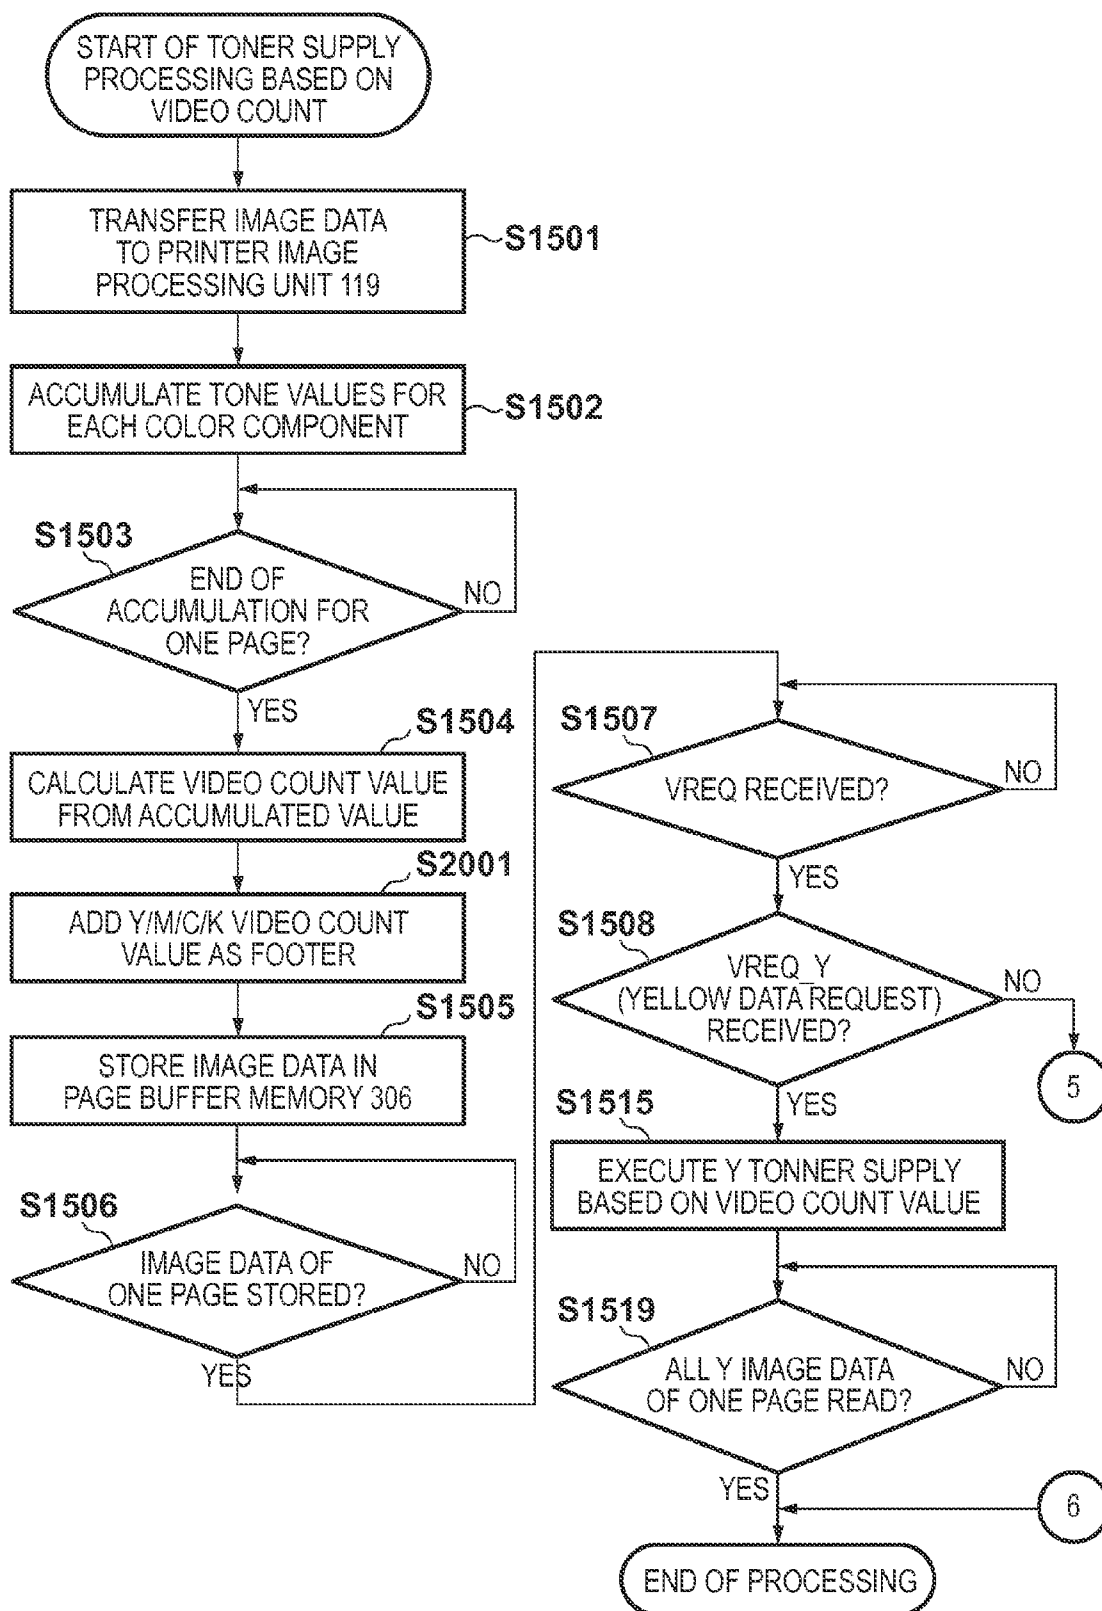 START OF TONER SUPPLY
PROCESSING BASED ON
VIDEO COUNT
TRANSFER IMAGE DATA
TO PRINTER IMAGE
PROCESSING UNIT 119
S1501
ACCUMULATE TONE VALUES FOR
EACH COLOR COMPONENT
S1502
S1503
END OF
ACCUMULATION FOR
ONE PAGE?
NO
YES
S1504
CALCULATE VIDEO COUNT VALUE
FROM ACCUMULATED VALUE
S2001
ADD Y/M/C/K VIDEO COUNT
VALUE AS FOOTER
S1505
STORE IMAGE DATA IN
PAGE BUFFER MEMORY 306
S1506
IMAGE DATA OF
ONE PAGE STORED?
NO
YES
S1507
VREQ RECEIVED?
NO
YES
S1508
VREQ_Y
(YELLOW DATA REQUEST)
RECEIVED?
NO
5
YES
S1515
EXECUTE Y TONNER SUPPLY
BASED ON VIDEO COUNT VALUE
S1519
ALL Y IMAGE DATA
OF ONE PAGE READ?
NO
YES
6
END OF PROCESSING